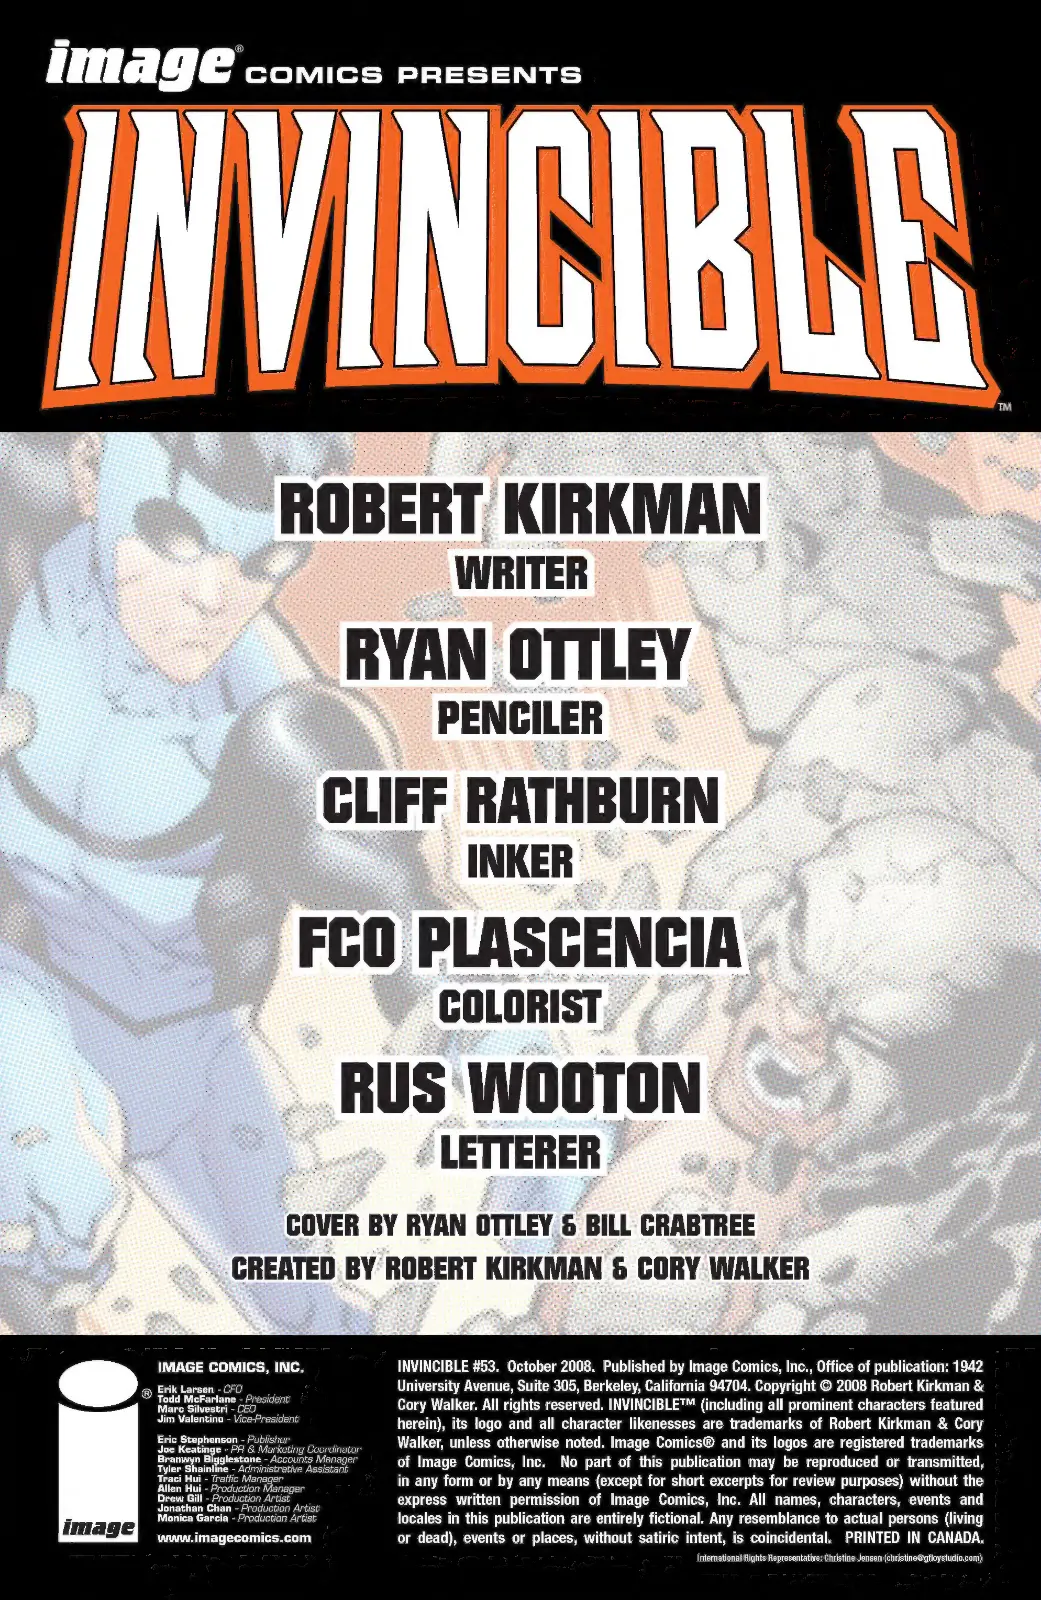 image® COMICS PRESENTS
INVINCIBLE™
ROBERT KIRKMAN
WRITER
RYAN OTTLEY
PENCILER
CLIFF RATHBURN
INKER
FCO PLASCENCIA
COLORIST
RUS WOOTON
LETTERER
COVER BY RYAN OTTLEY & BILL CRABTREE
CREATED BY ROBERT KIRKMAN & CORY WALKER
®
image
IMAGE COMICS, INC.
Erik Larsen - CFO
Todd McFarlane - President
Marc Silvestri - CEO
Jim Valentino - Vice-President
Eric Stephenson - Publisher
Joe Keatinge - PR & Marketing Coordinator
Branwyn Bigglestone - Accounts Manager
Tyler Shainline - Administrative Assistant
Traci Hui - Traffic Manager
Allen Hui - Production Manager
Drew Gill - Production Artist
Jonathan Chan - Production Artist
Monica Garcia - Production Artist
www.imagecomics.com
INVINCIBLE #53. October 2008. Published by Image Comics, Inc., Office of publication: 1942
University Avenue, Suite 305, Berkeley, California 94704. Copyright © 2008 Robert Kirkman &
Cory Walker. All rights reserved. INVINCIBLE™ (including all prominent characters featured
herein), its logo and all character likenesses are trademarks of Robert Kirkman & Cory
Walker, unless otherwise noted. Image Comics® and its logos are registered trademarks
of Image Comics, Inc. No part of this publication may be reproduced or transmitted,
in any form or by any means (except for short excerpts for review purposes) without the
express written permission of Image Comics, Inc. All names, characters, events and
locales in this publication are entirely fictional. Any resemblance to actual persons (living
or dead), events or places, without satiric intent, is coincidental. PRINTED IN CANADA.
International Rights Representative: Christine Jensen (christine@gfloystudio.com)